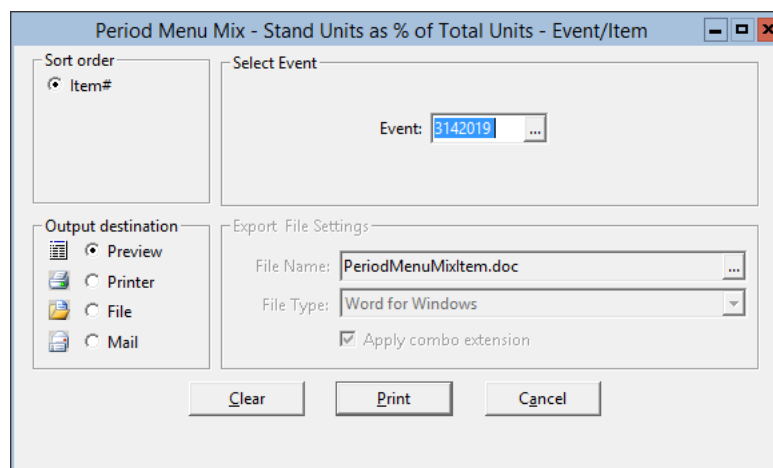 Period Menu Mix - Stand Units as % of Total Units - Event/Item
Sort order
Item#
Select Event
Event: 3142019 ...
Output destination
Preview
Printer
File
Mail
Export File Settings
File Name: PeriodMenuMixItem.doc ...
File Type: Word for Windows
Apply combo extension
Clear Print Cancel